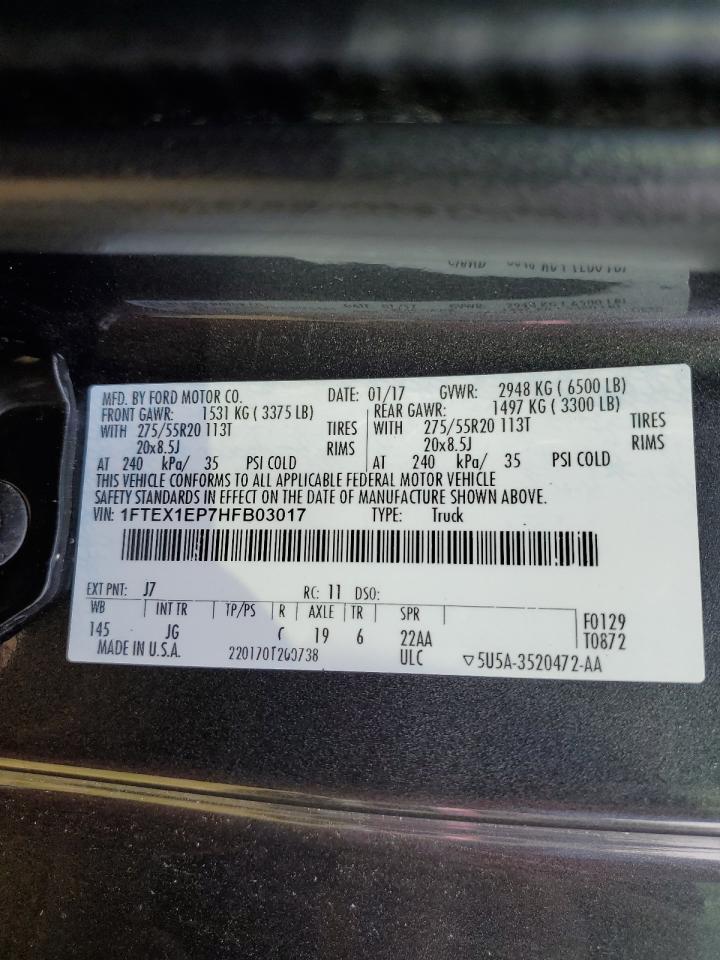 MFD. BY FORD MOTOR CO. DATE: 01/17 GVWR: 2948 KG ( 6500 LB)
FRONT GAWR: 1531 KG ( 3375 LB) REAR GAWR: 1497 KG ( 3300 LB)
WITH 275/55R20 113T TIRES WITH 275/55R20 113T TIRES
20x8.5J RIMS 20x8.5J RIMS
AT 240 kPa/ 35 PSI COLD AT 240 kPa/ 35 PSI COLD
THIS VEHICLE CONFORMS TO ALL APPLICABLE FEDERAL MOTOR VEHICLE
SAFETY STANDARDS IN EFFECT ON THE DATE OF MANUFACTURE SHOWN ABOVE.
VIN: 1FTEX1EP7HFB03017 TYPE: Truck
EXT PNT: J7 RC: 11 DSO:
WB INT TR TP/PS R AXLE TR SPR F0129
145 JG 19 6 22AA T0872
MADE IN U.S.A. ULC 5U5A-3520472-AA